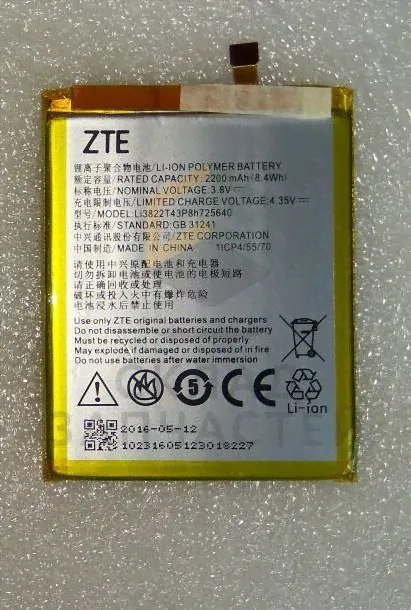 ZTE
锂离子聚合物电池/LI-ION POLYMER BATTERY
额定容量/RATED CAPACITY: 2200mAh(8.4Wh)
标称电压/NOMINAL VOLTAGE:3.8V
充电限制电压/LIMITED CHARGE VOLTAGE: 4.35V
型号/MODEL:Li3822T43P8h725640
执行标准/STANDARD:GB 31241
中兴通讯股份有限公司/ZTE CORPORATION
中国制造/MADE IN CHINA 1ICP4/55/70
请使用中兴原配电池和充电器
切勿拆卸电池或使电池的电极短路
请正确回收或处理
破坏或投入火中有爆炸危险
电池浸水后禁用
Use only ZTE original batteries and chargers
Do not disassemble or short the circuit the battery
Must be recycled or disposed of properly
May explode if damaged or disposed of in fire
Do not use batteries after water immersion
5 CE Li-ion
2016-05-12
10231605123018227
ЗАПЧАСТЕ